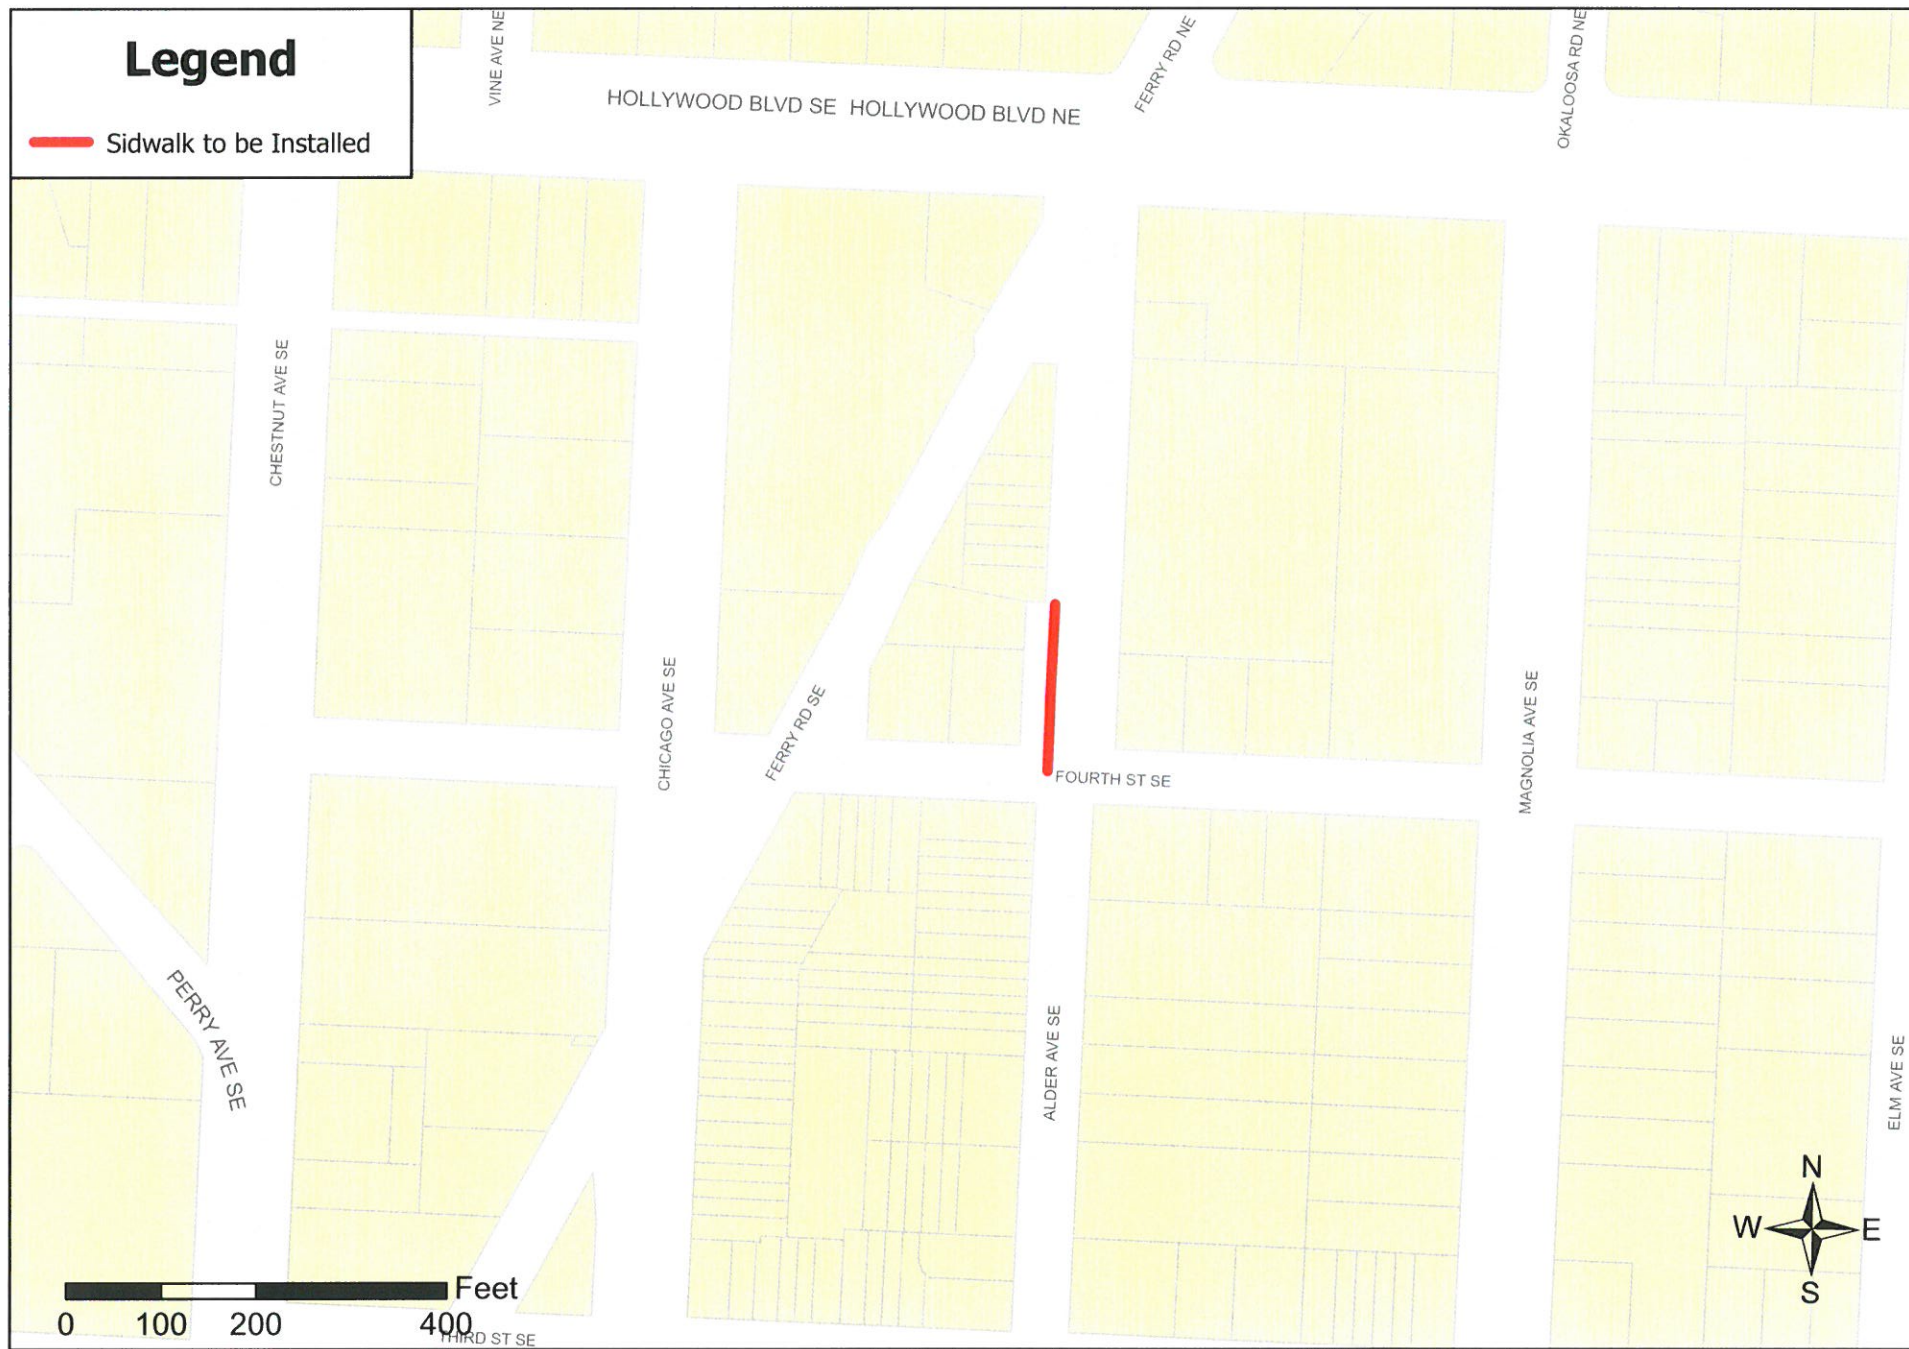 Legend
Sidwalk to be Installed
VINE AVE NE
HOLLYWOOD BLVD SE HOLLYWOOD BLVD NE
FERRY RD NE
OKALOOSA RD NE
CHESTNUT AVE SE
CHICAGO AVE SE
FERRY RD SE
FOURTH ST SE
MAGNOLIA AVE SE
PERRY AVE SE
ALDER AVE SE
ELM AVE SE
N
W E
S
Feet
0 100 200 400
THIRD ST SE